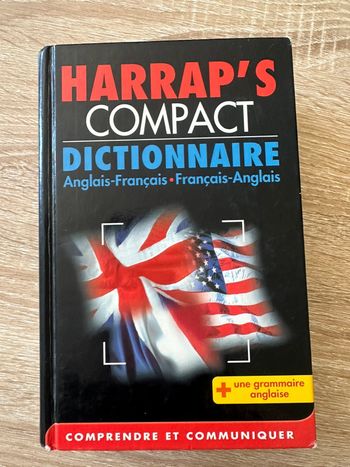 HARRAP'S
COMPACT
DICTIONNAIRE
Anglais-Français • Français-Anglais
+ une grammaire
anglaise
COMPRENDRE ET COMMUNIQUER